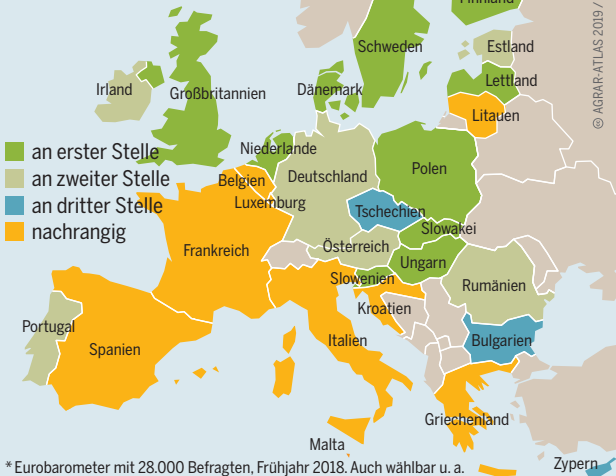 Finnland
Schweden
Estland
Lettland
Litauen
Irland
Großbritannien
Dänemark
© AGRAR-ATLAS 2019 /
an erster Stelle
an zweiter Stelle
an dritter Stelle
nachrangig
Niederlande
Belgien
Luxemburg
Deutschland
Polen
Tschechien
Slowakei
Frankreich
Österreich
Ungarn
Slowenien
Kroatien
Rumänien
Portugal
Spanien
Italien
Bulgarien
Griechenland
Malta
Zypern
* Eurobarometer mit 28.000 Befragten, Frühjahr 2018. Auch wählbar u. a.